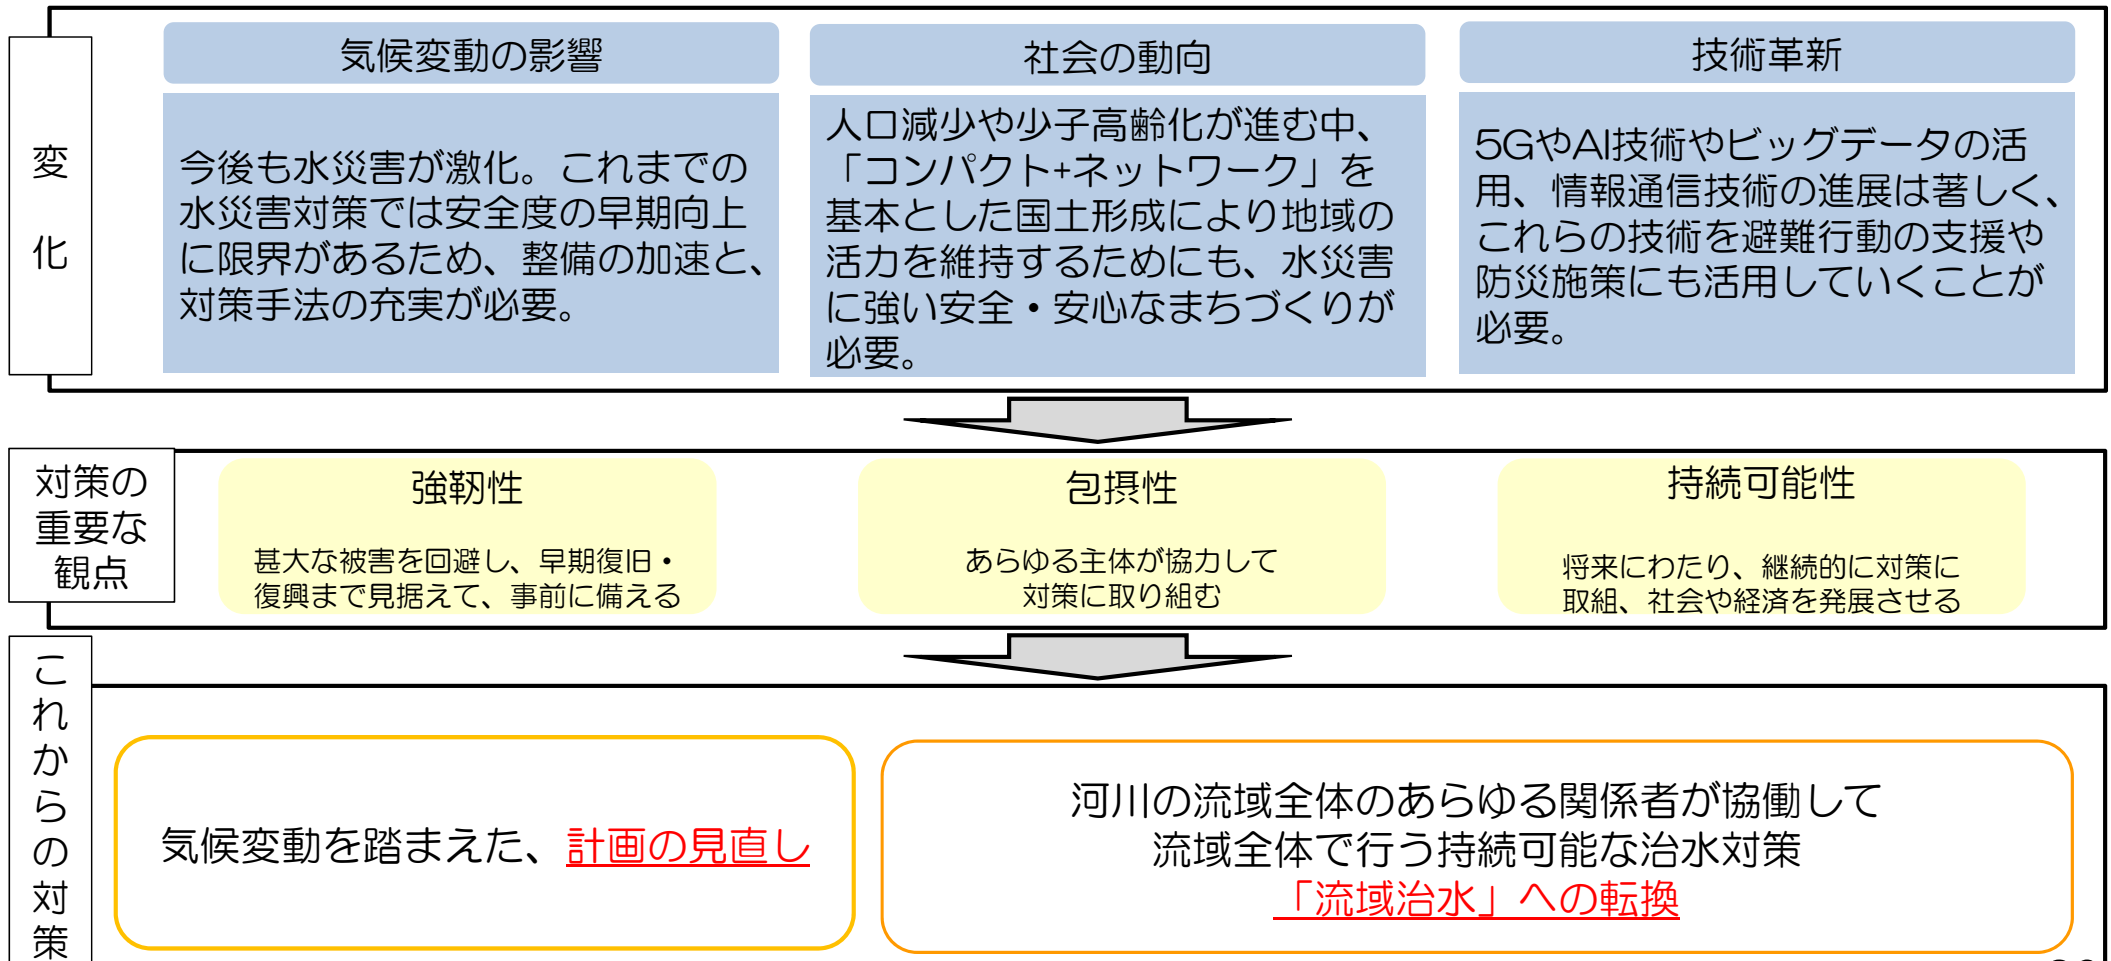 変化
気候変動の影響
今後も水災害が激化。これまでの
水災害対策では安全度の早期向上
に限界があるため、整備の加速と、
対策手法の充実が必要。
社会の動向
人口減少や少子高齢化が進む中、
「コンパクト+ネットワーク」を
基本とした国土形成により地域の
活力を維持するためにも、水災害
に強い安全・安心なまちづくりが
必要。
技術革新
5GやAI技術やビッグデータの活
用、情報通信技術の進展は著しく、
これらの技術を避難行動の支援や
防災施策にも活用していくことが
必要。
対策の
重要な
観点
強靱性
甚大な被害を回避し、早期復旧・
復興まで見据えて、事前に備える
包摂性
あらゆる主体が協力して
対策に取り組む
持続可能性
将来にわたり、継続的に対策に
取組、社会や経済を発展させる
これからの対策
気候変動を踏まえた、計画の見直し
河川の流域全体のあらゆる関係者が協働して
流域全体で行う持続可能な治水対策
「流域治水」への転換